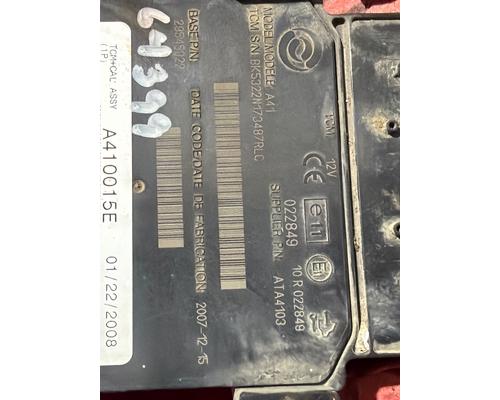 MODEL/MODELE: A41
TCM S/N: BK5322N173487RLC
BASE P/N:
DATE CODE/DATE DE FABRICATION: 2007-12-15
TCM 12V
e11
022849
10 R 022849
SUPPLIER P/N:
ATA4103
64399
TCM+CAL' ASSY
(1P)
A410015E
01/22/2008